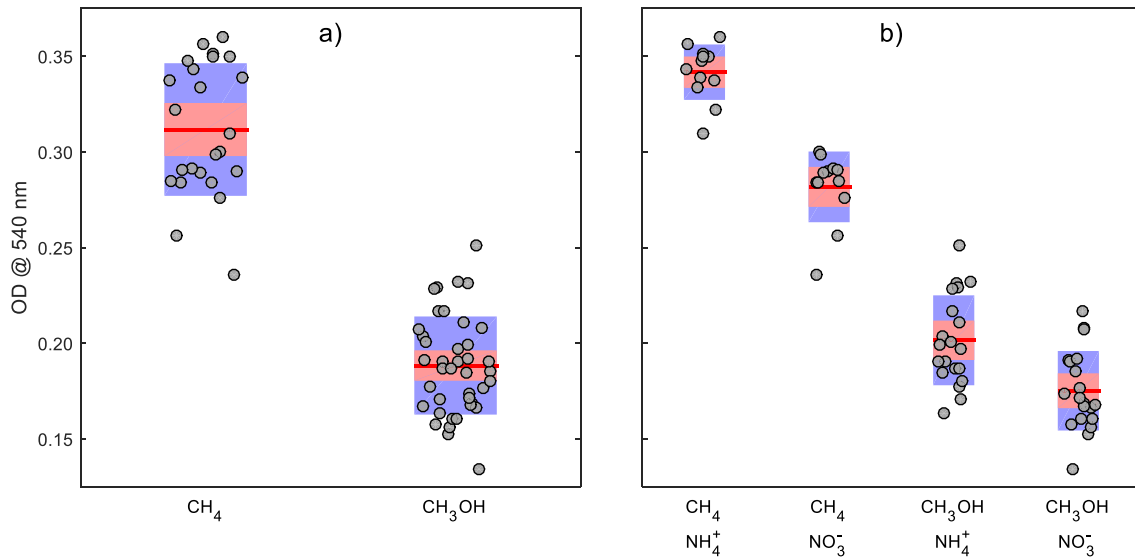 a)
b)
OD @ 540 nm
0.35
0.30
0.25
0.20
0.15
CH₄
CH₃OH
CH₄ CH₄ CH₃OH CH₃OH
NH₄⁺ NO₃⁻ NH₄⁺ NO₃⁻